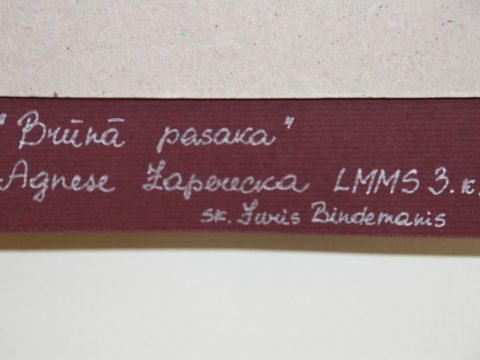 "Brūnā pasaka"
Agnese Zaperecka LMMS 3. K.
sk. Juris Bindemanis